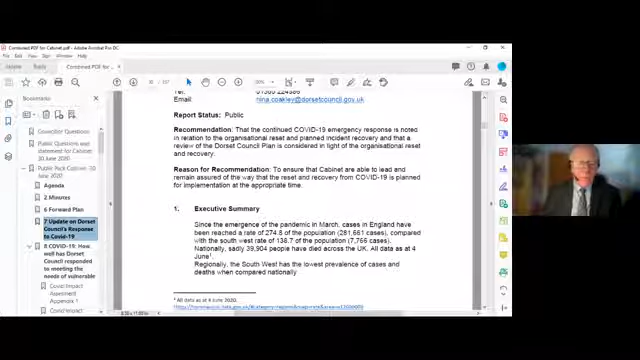 Combined PDF for Cabinet.pdf - Adobe Acrobat Pro DC
File Edit View Sign Window Help
Home Tools Combined PDF for...
Bookmarks
Councillor Questions
Public Questions and
statement for Cabinet
30 June 2020
Public Pack Cabinet 30
June 2020
Agenda
2 Minutes
6 Forward Plan
7 Update on Dorset
Council's Response
to Covid-19
8 COVID-19: How
well has Dorset
Council responded
to meeting the
needs of vulnerable
Covid Impact
Assessment
Appendix 1
Covid Impact
Tel:
Email: nina.coakley@dorsetcouncil.gov.uk
Report Status: Public
Recommendation: That the continued COVID-19 emergency response is noted
in relation to the organisational reset and planned incident recovery and that a
review of the Dorset Council Plan is considered in light of the organisational reset
and recovery.
Reason for Recommendation: To ensure that Cabinet are able to lead and
remain assured of the way that the reset and recovery from COVID-19 is planned
for implementation at the appropriate time.
1. Executive Summary
Since the emergence of the pandemic in March, cases in England have
been reached a rate of 274.8 of the population (281,661 cases), compared
compared with the south west rate of 138.7 of the population (7,766 cases).
Nationally, sadly 39,904 people have died across the UK. All data as at 4
June¹.
Regionally, the South West has the lowest prevalence of cases and
deaths when compared nationally
¹ All data as at 4 June 2020.